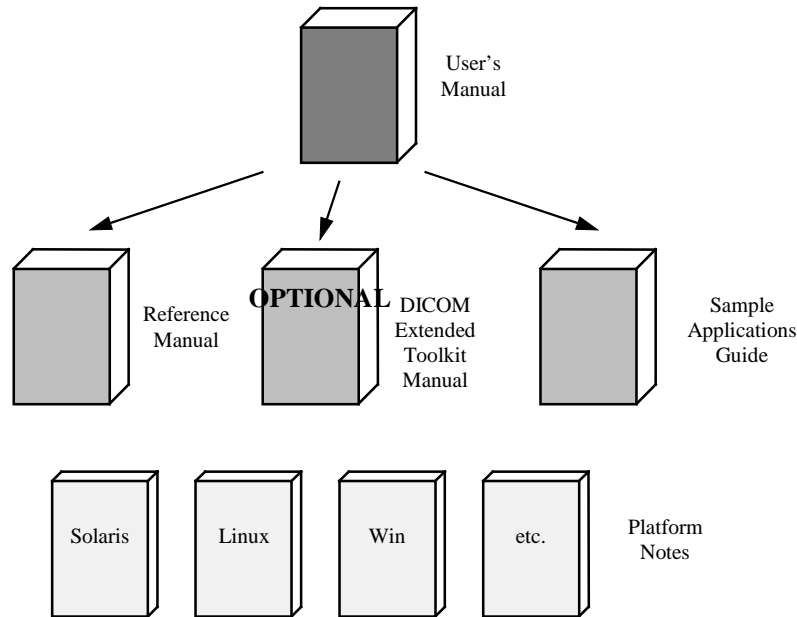 User’s
Manual
Reference
Manual
OPTIONAL
DICOM
Extended
Toolkit
Manual
Sample
Applications
Guide
Solaris
Linux
Win
etc.
Platform
Notes